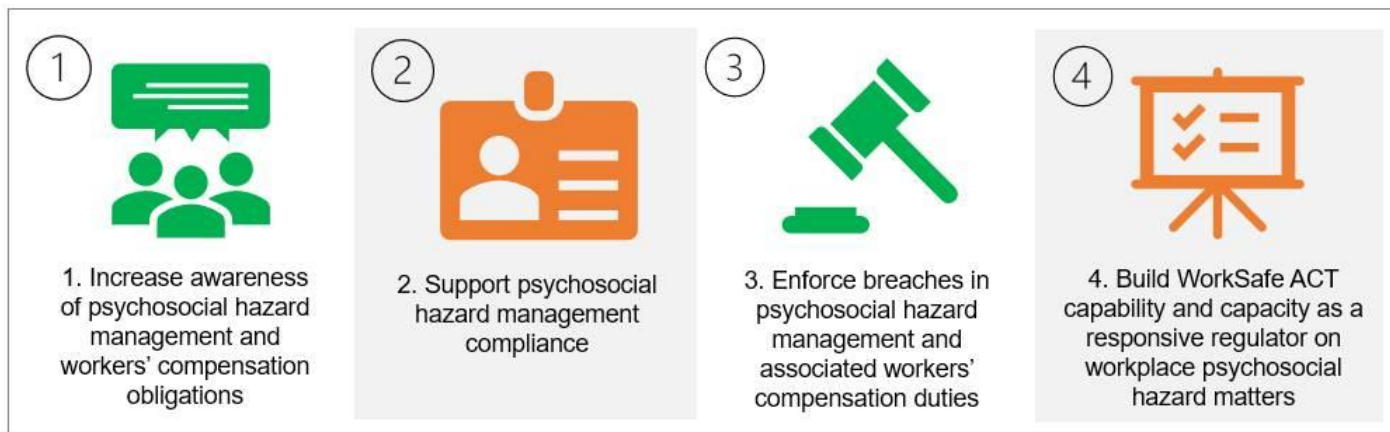 1
1. Increase awareness
of psychosocial hazard
management and
workers’ compensation
obligations
2
2. Support psychosocial
hazard management
compliance
3
3. Enforce breaches in
psychosocial hazard
management and
associated workers’
compensation duties
4
4. Build WorkSafe ACT
capability and capacity as a
responsive regulator on
workplace psychosocial
hazard matters